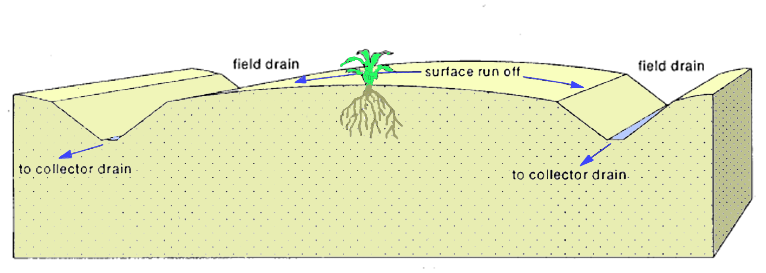 field drain
surface run off
field drain
to collector drain
to collector drain